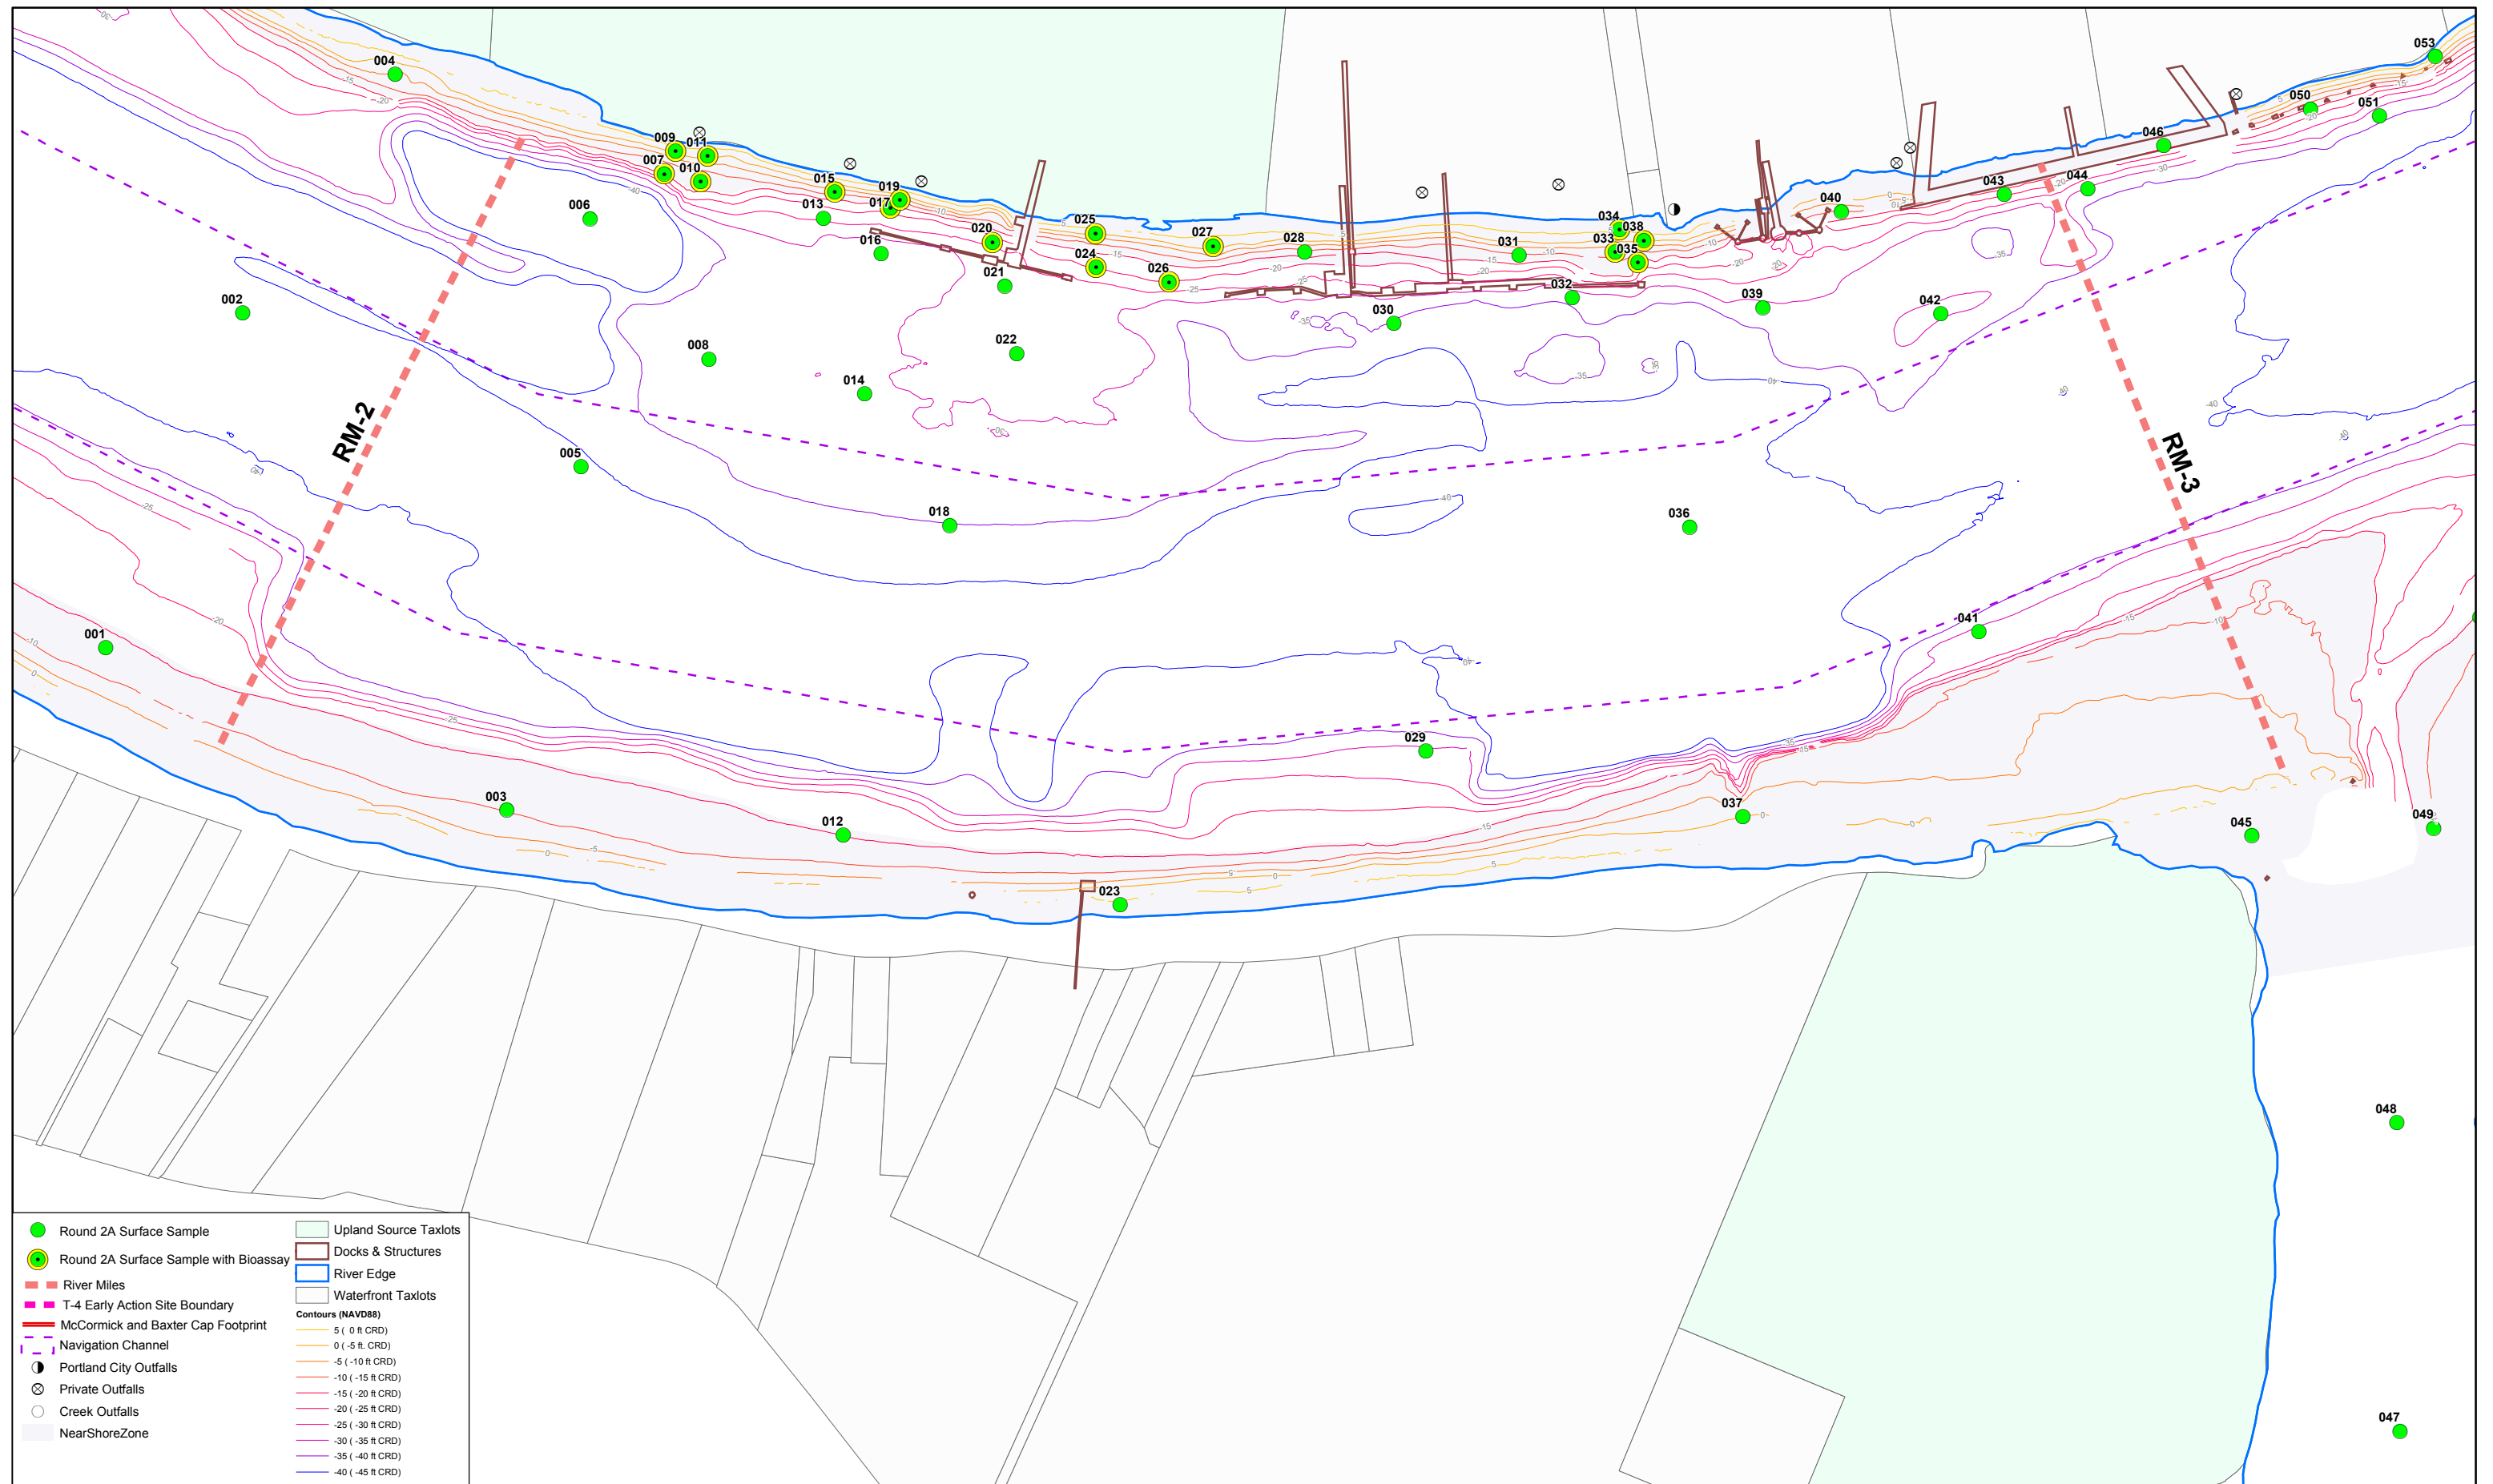 053
004
050
051
046
009
011
007
010
015
019
017
013
006
043
044
040
025
034
038
033
035
020
027
028
031
016
024
021
026
032
030
039
042
002
022
008
014
RM-2
RM-3
005
018
036
001
041
029
003
012
037
045
049
023
048
047
Round 2A Surface Sample
Round 2A Surface Sample with Bioassay
River Miles
T-4 Early Action Site Boundary
McCormick and Baxter Cap Footprint
Navigation Channel
Portland City Outfalls
Private Outfalls
Creek Outfalls
NearShoreZone
Upland Source Taxlots
Docks & Structures
River Edge
Waterfront Taxlots
Contours (NAVD88)
5 ( 0 ft CRD)
0 ( -5 ft. CRD)
-5 ( -10 ft CRD)
-10 ( -15 ft CRD)
-15 ( -20 ft CRD)
-20 ( -25 ft CRD)
-25 ( -30 ft CRD)
-30 ( -35 ft CRD)
-35 ( -40 ft CRD)
-40 ( -45 ft CRD)